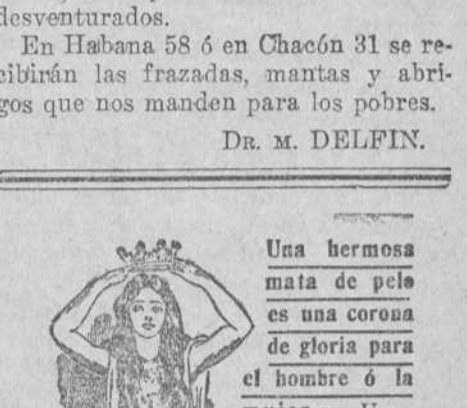 desventurados.
En Habana 58 ó en Chacón 31 se re-
cibirán las frazadas, mantas y abri-
gos que nos manden para los pobres.
DR. M. DELFIN.
Una hermosa
mata de pelo
es una corona
de gloria para
el hombre ó la